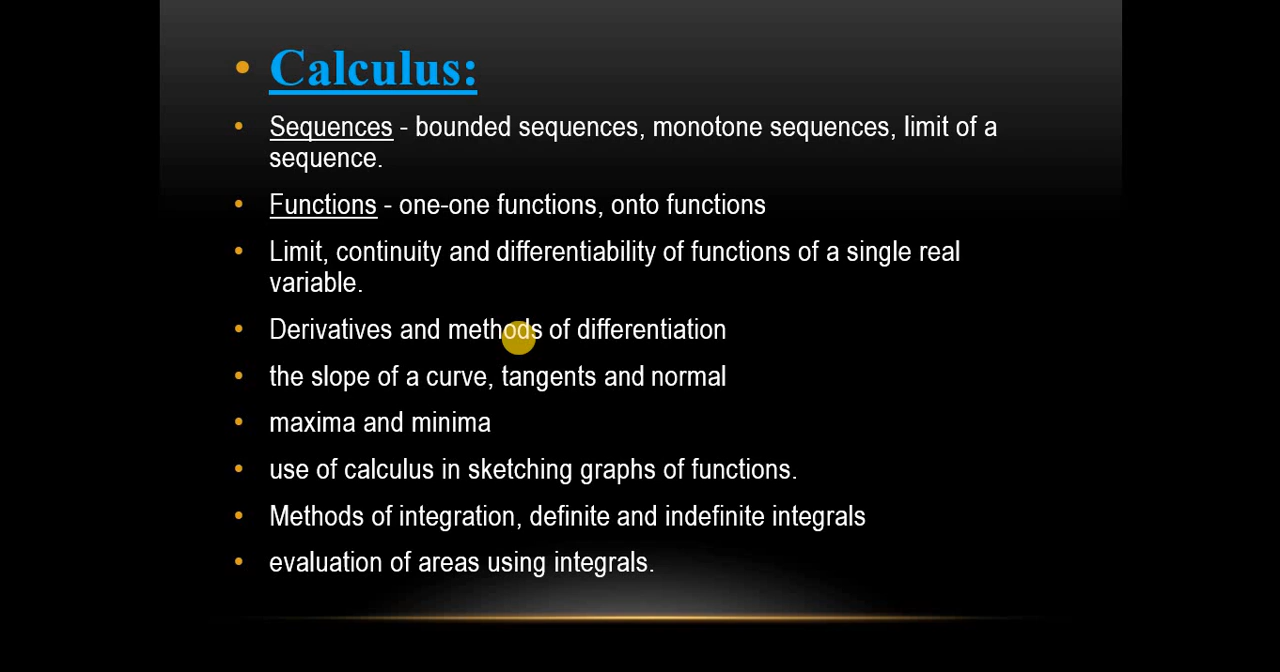 • Calculus:
• Sequences - bounded sequences, monotone sequences, limit of a
sequence.
• Functions - one-one functions, onto functions
• Limit, continuity and differentiability of functions of a single real
variable.
• Derivatives and methods of differentiation
• the slope of a curve, tangents and normal
• maxima and minima
• use of calculus in sketching graphs of functions.
• Methods of integration, definite and indefinite integrals
• evaluation of areas using integrals.